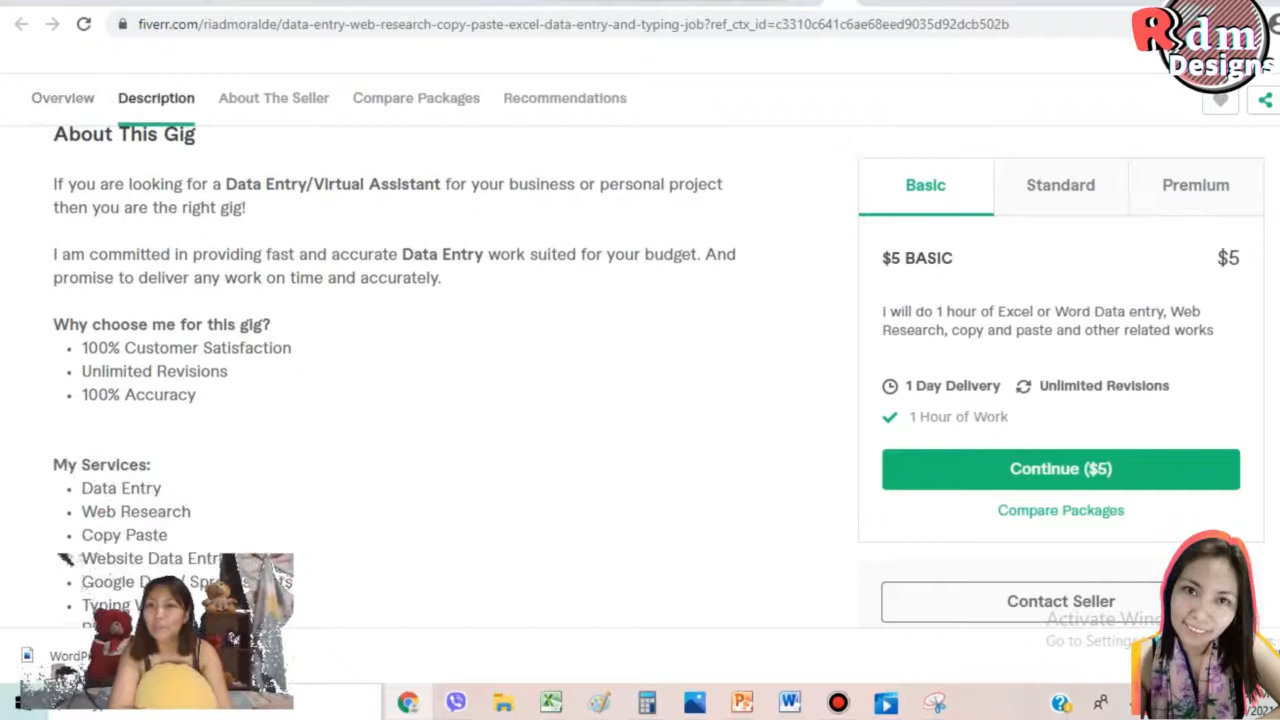 fiverr.com/riadmoralde/data-entry-web-research-copy-paste-excel-data-entry-and-typing-job?ref_ctx_id=c3310c641c6ae68eed9035d92dcb502b
Rdm
Designs
Overview
Description
About The Seller
Compare Packages
Recommendations
About This Gig
If you are looking for a Data Entry/Virtual Assistant for your business or personal project
then you are the right gig!
I am committed in providing fast and accurate Data Entry work suited for your budget. And
promise to deliver any work on time and accurately.
Why choose me for this gig?
• 100% Customer Satisfaction
• Unlimited Revisions
• 100% Accuracy
My Services:
• Data Entry
• Web Research
• Copy Paste
Website Data Entr
• Google
• Typing
Basic
Standard
Premium
$5 BASIC
$5
I will do 1 hour of Excel or Word Data entry, Web
Research, copy and paste and other related works
1 Day Delivery
Unlimited Revisions
1 Hour of Work
Continue ($5)
Compare Packages
Contact Seller
Activate Win
Go to Settings
WordP